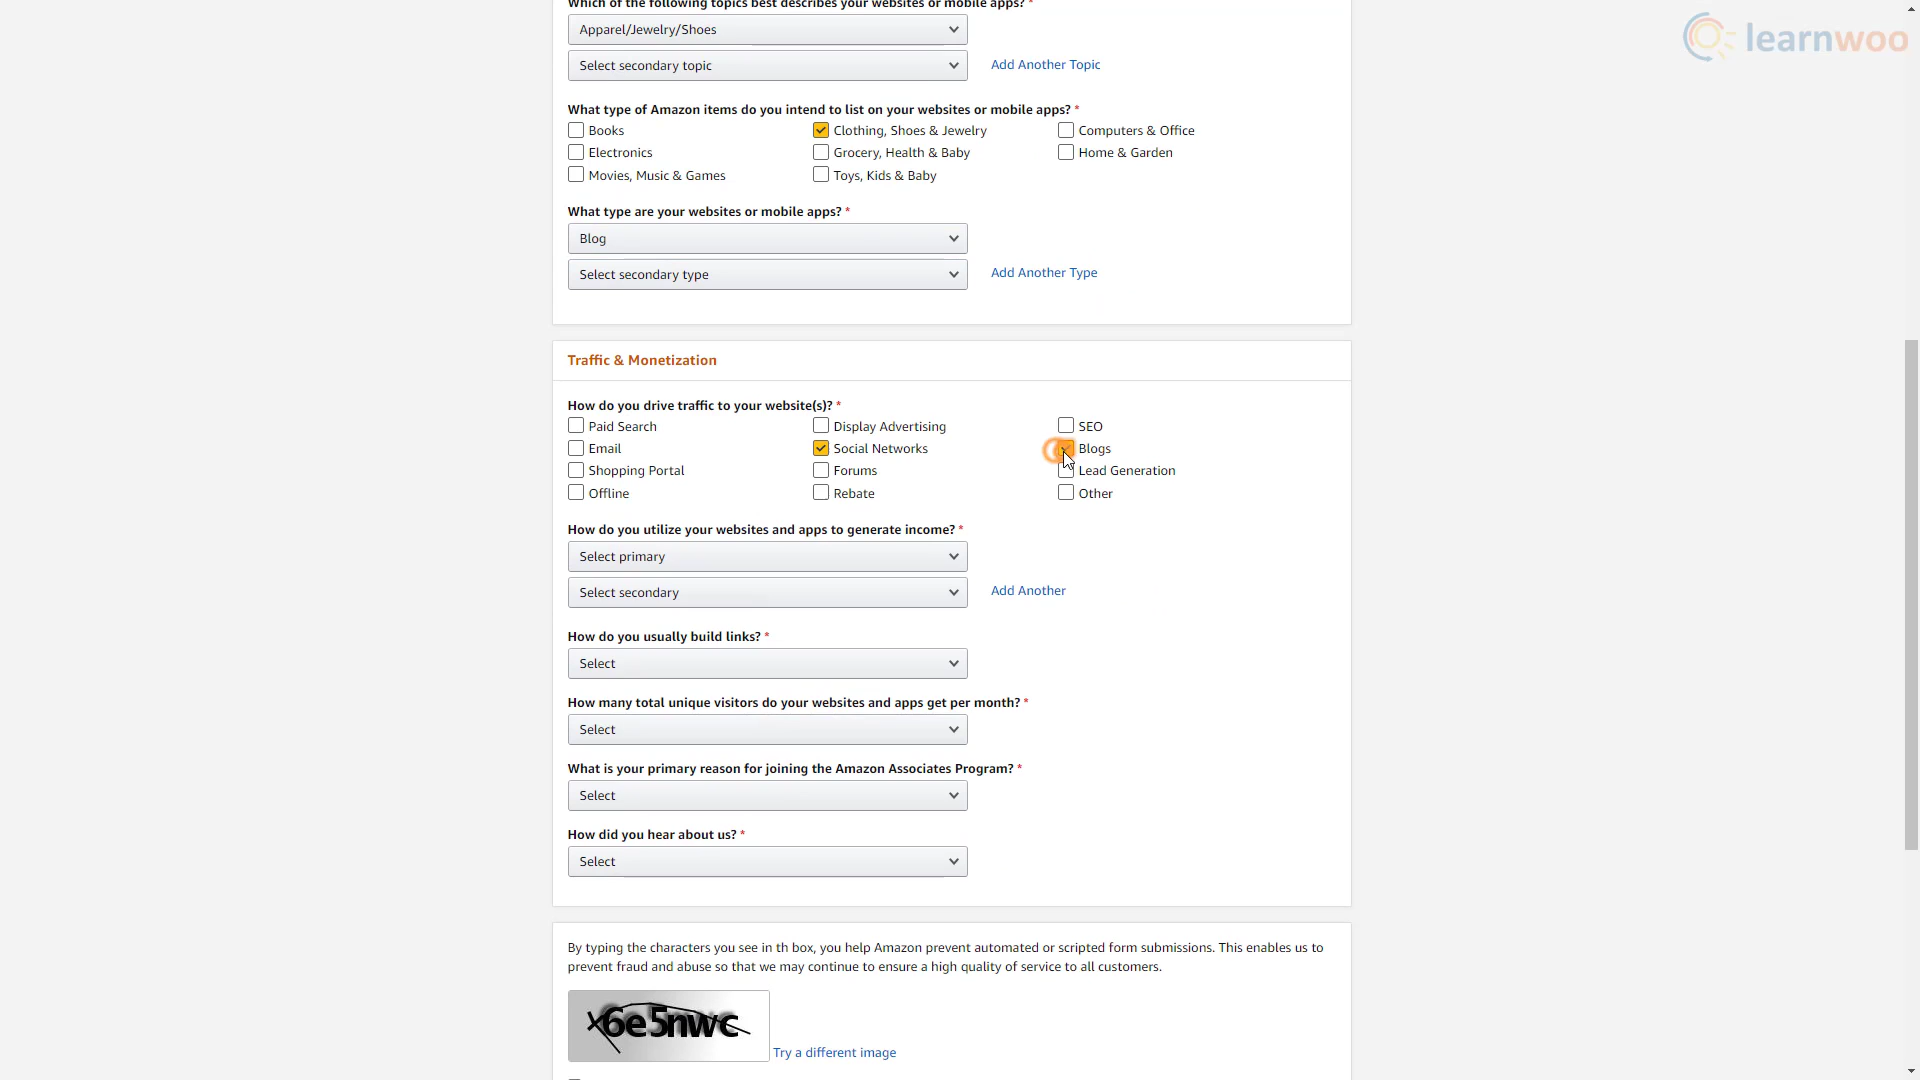 Which of the following topics best describes your websites or mobile apps? *
learnwoo
Apparel/Jewelry/Shoes
Select secondary topic
Add Another Topic
What type of Amazon items do you intend to list on your websites or mobile apps? *
Books
Clothing, Shoes & Jewelry
Computers & Office
Electronics
Grocery, Health & Baby
Home & Garden
Movies, Music & Games
Toys, Kids & Baby
What type are your websites or mobile apps? *
Blog
Select secondary type
Add Another Type
Traffic & Monetization
How do you drive traffic to your website(s)? *
Paid Search
Display Advertising
SEO
Email
Social Networks
Blogs
Shopping Portal
Forums
Lead Generation
Offline
Rebate
Other
How do you utilize your websites and apps to generate income? *
Select primary
Select secondary
Add Another
How do you usually build links? *
Select
How many total unique visitors do your websites and apps get per month? *
Select
What is your primary reason for joining the Amazon Associates Program? *
Select
How did you hear about us? *
Select
By typing the characters you see in th box, you help Amazon prevent automated or scripted form submissions. This enables us to
prevent fraud and abuse so that we may continue to ensure a high quality of service to all customers.
x6e5nwc
Try a different image